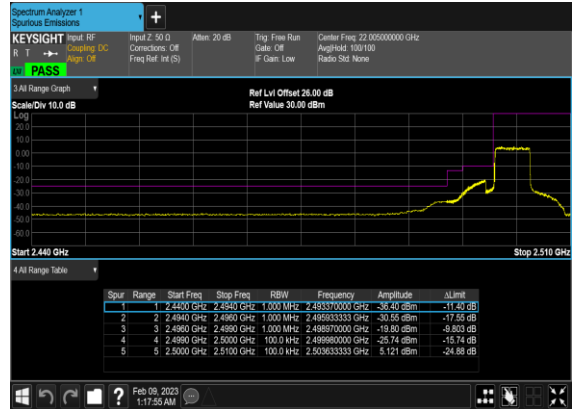 Spectrum Analyzer 1
Spurious Emissions
+
KEYSIGHT Input: RF Input Z: 50 Ω Atten: 20 dB Trig: Free Run Center Freq: 22.005000000 GHz
R T Coupling: DC Corrections: Off Gate: Off Avg|Hold: 100/100
Align: Off Freq Ref: Int (S) IF Gain: Low Radio Std: None
PASS
3 All Range Graph
Ref Lvl Offset 26.00 dB
Scale/Div 10.0 dB Ref Value 30.00 dBm
Log
20.0
10.0
0.00
-10.0
-20.0
-30.0
-40.0
-50.0
-60.0
Start 2.440 GHz Stop 2.510 GHz
4 All Range Table
Spur Range Start Freq Stop Freq RBW Frequency Amplitude ΔLimit
1 1 2.4400 GHz 2.4940 GHz 1.000 MHz 2.493370000 GHz -36.40 dBm -11.40 dB
2 2 2.4940 GHz 2.4960 GHz 1.000 MHz 2.495933333 GHz -30.55 dBm -17.55 dB
3 3 2.4960 GHz 2.4990 GHz 1.000 MHz 2.498970000 GHz -19.80 dBm -9.803 dB
4 4 2.4990 GHz 2.5000 GHz 100.0 kHz 2.499980000 GHz -25.74 dBm -15.74 dB
5 5 2.5000 GHz 2.5100 GHz 100.0 kHz 2.503633333 GHz 5.121 dBm -24.88 dB
? Feb 09, 2023
1:17:55 AM